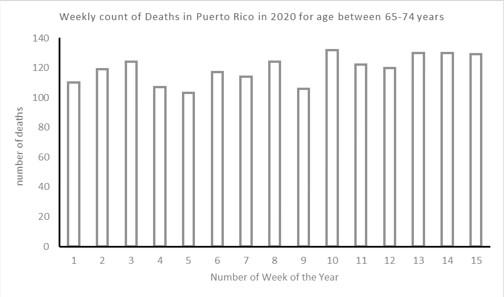 Weekly count of Deaths in Puerto Rico in 2020 for age between 65-74 years
140
120
100
80
60
40
20
0
number of deaths
1 2 3 4 5 6 7 8 9 10 11 12 13 14 15
Number of Week of the Year